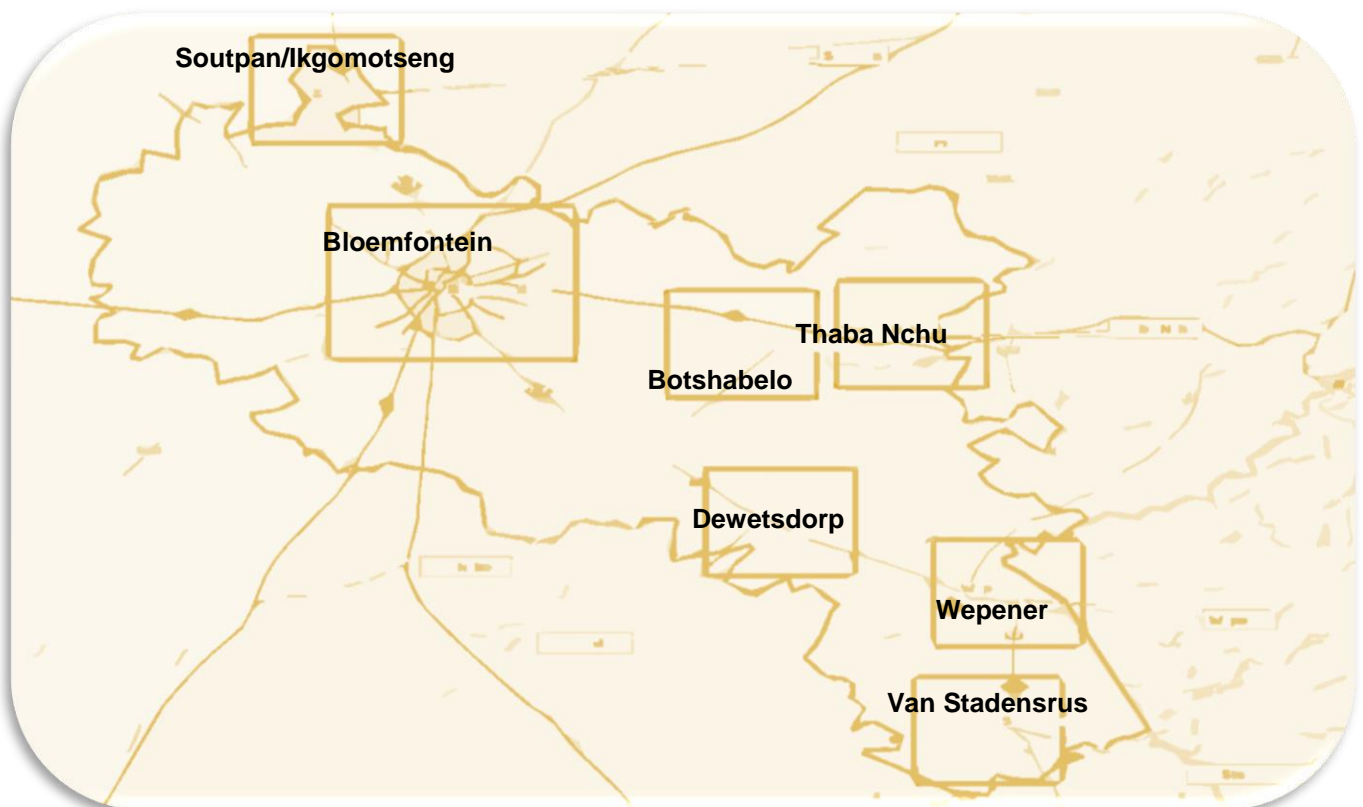 Soutpan/Ikgomotseng
Bloemfontein
Thaba Nchu
Botshabelo
Dewetsdorp
Wepener
Van Stadensrus